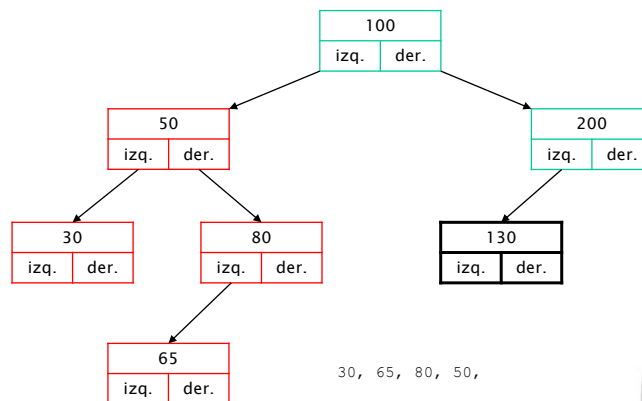 100
izq. der.
50
izq. der.
200
izq. der.
30
izq. der.
80
izq. der.
130
izq. der.
65
izq. der.
30, 65, 80, 50,